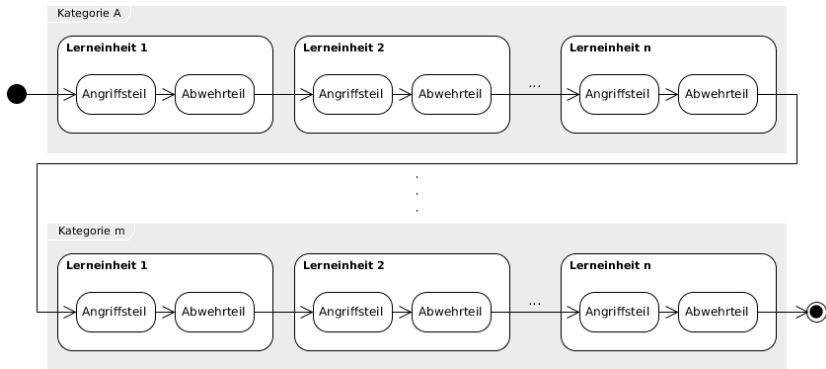 Kategorie A
Lerneinheit 1
Lerneinheit 2
Lerneinheit n
Angriffsteil
Abwehrteil
Angriffsteil
Abwehrteil
...
Angriffsteil
Abwehrteil
.
.
.
Kategorie m
Lerneinheit 1
Lerneinheit 2
Lerneinheit n
Angriffsteil
Abwehrteil
Angriffsteil
Abwehrteil
...
Angriffsteil
Abwehrteil